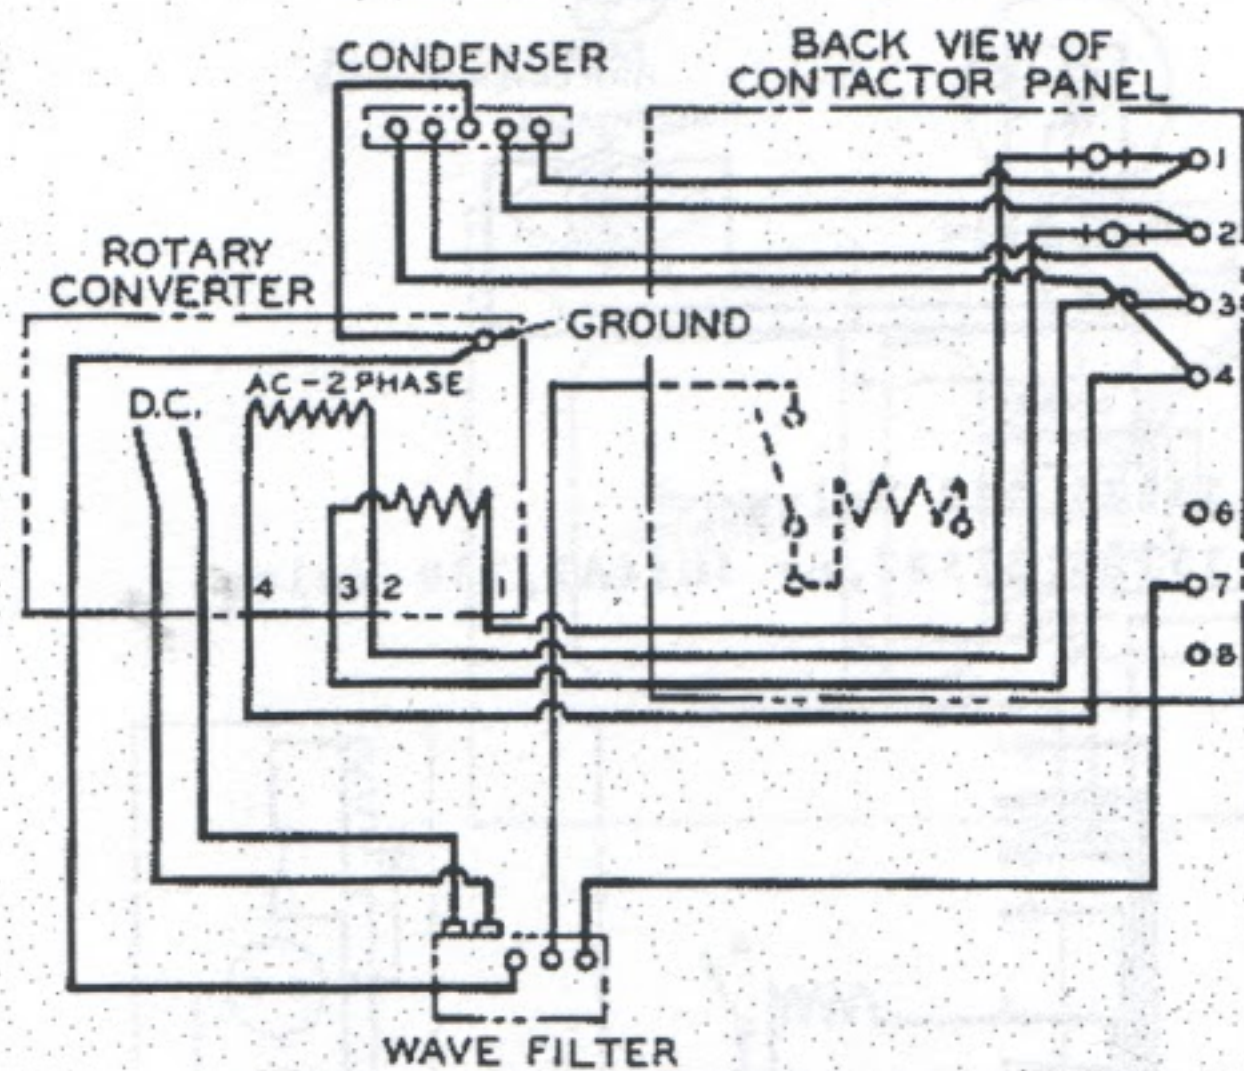 CONDENSER
BACK VIEW OF
CONTACTOR PANEL
1
2
3
4
6
7
8
ROTARY
CONVERTER
GROUND
AC-2 PHASE
D.C.
4 3 2 1
WAVE FILTER